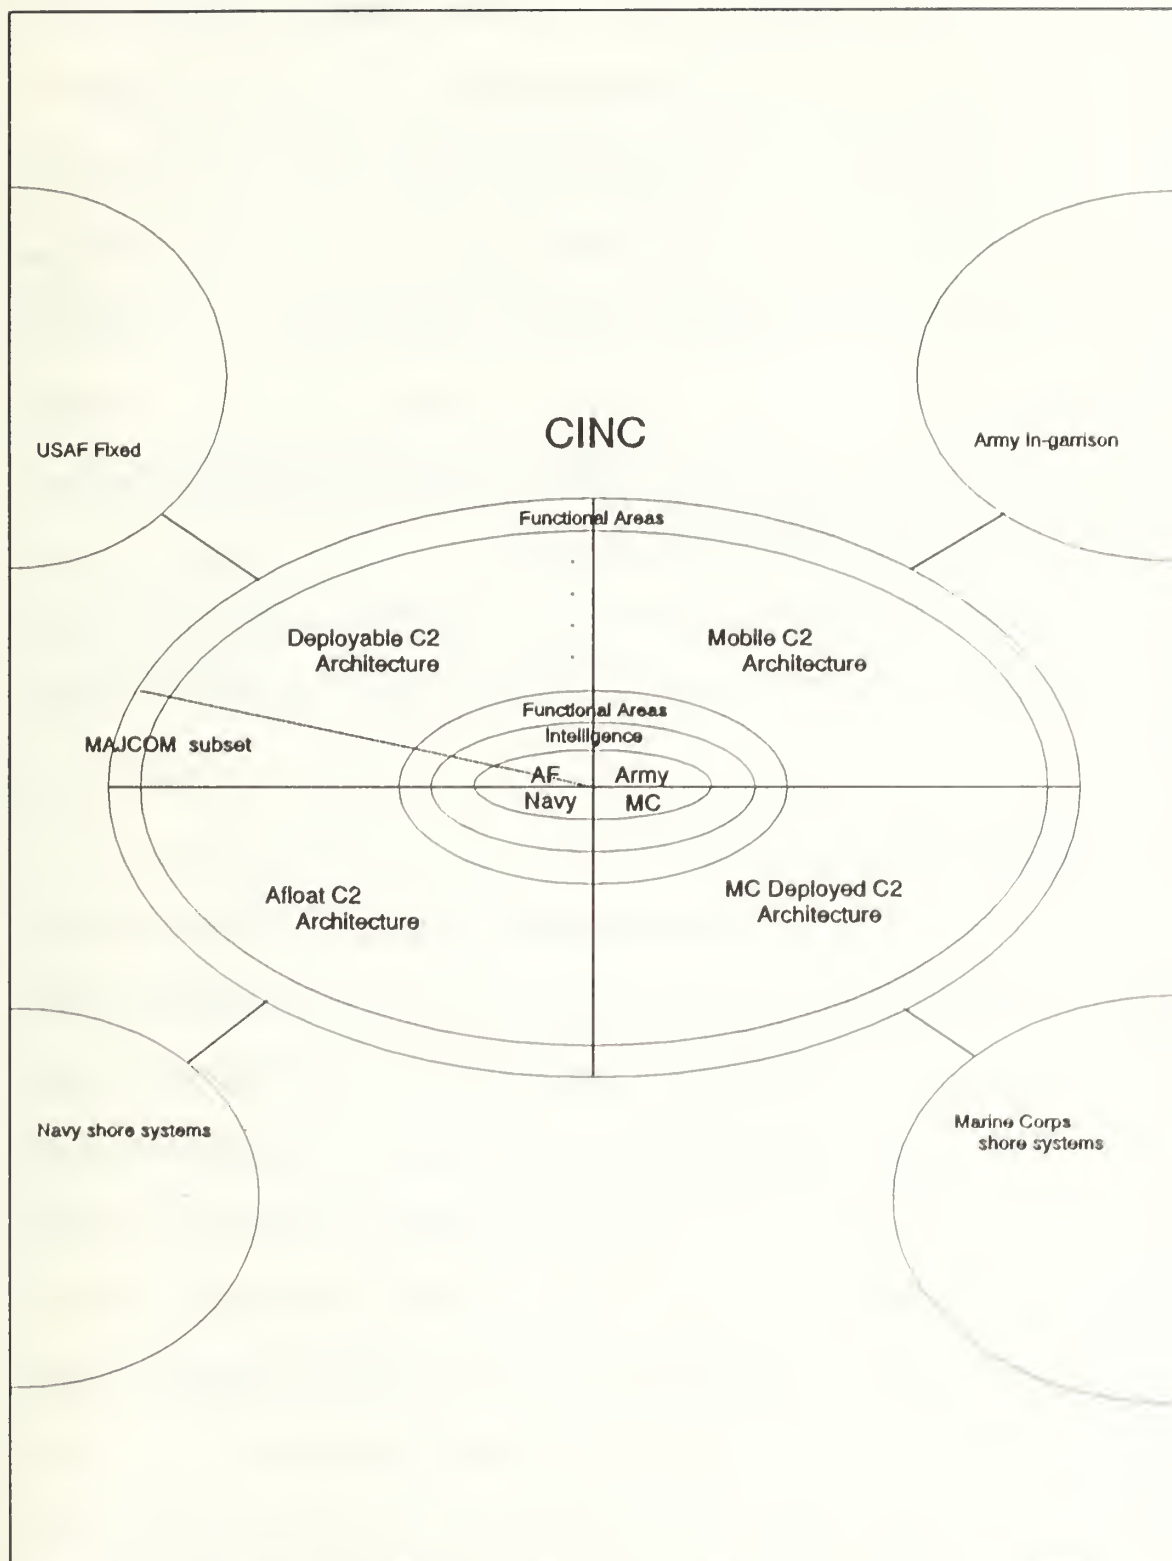 CINC
USAF Fixed
Army In-garrison
Functional Areas
Deployable C2
Architecture
Mobile C2
Architecture
Functional Areas
Intelligence
MAJCOM subset
AF
Army
Navy
MC
Afloat C2
Architecture
MC Deployed C2
Architecture
Navy shore systems
Marine Corps
shore systems